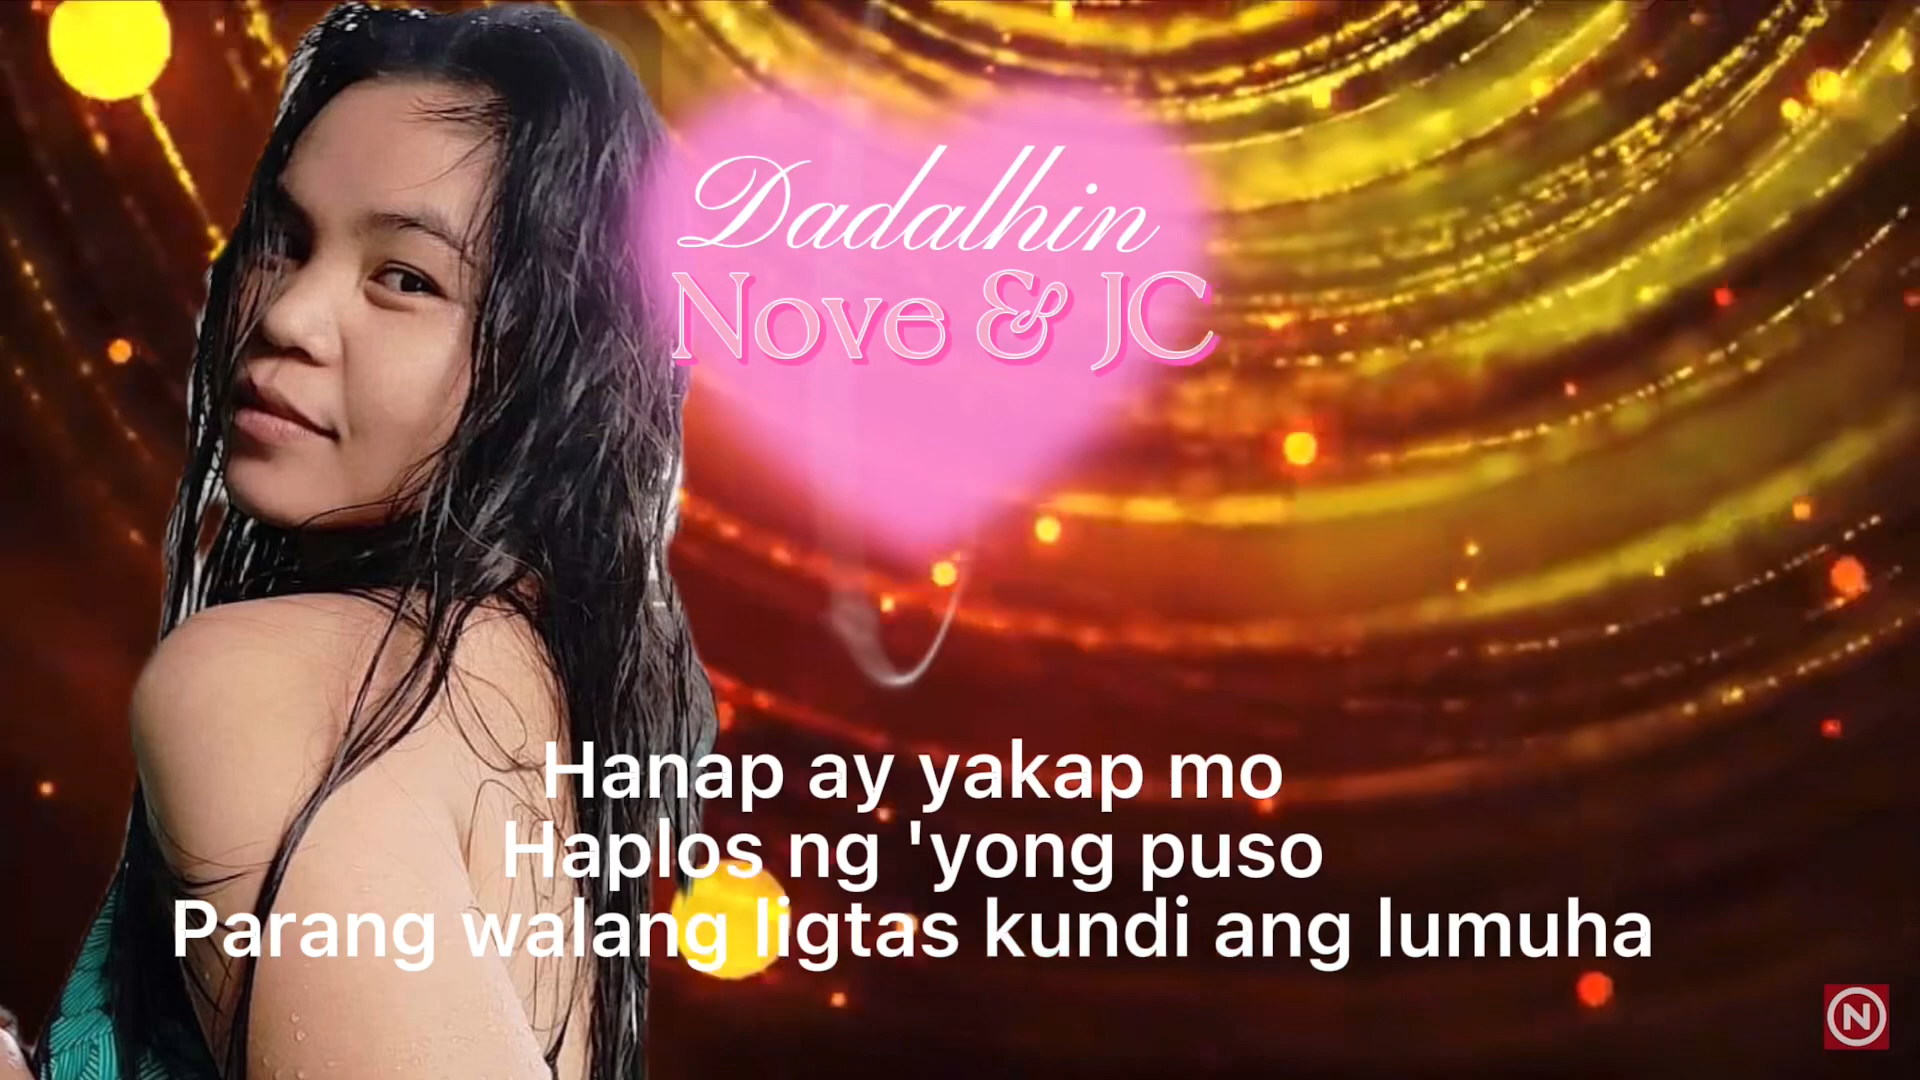 Dadalhin
Nove & JC
Hanap ay yakap mo
Haplos ng 'yong puso
Parang walang ligtas kundi ang lumuha
N